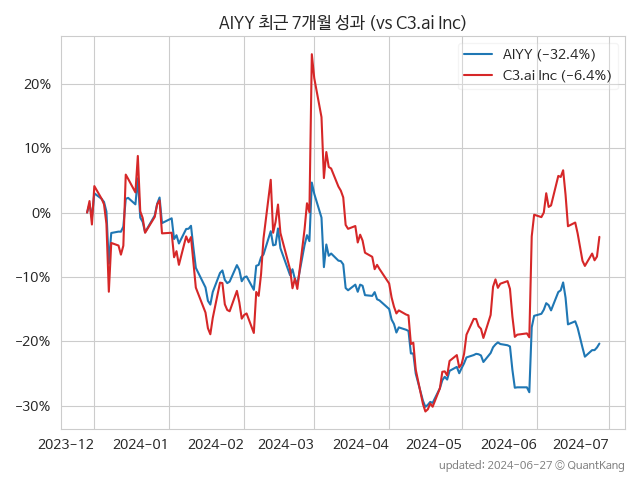 AIYY 최근 7개월 성과 (vs C3.ai Inc)
AIYY (−32.4%)
C3.ai Inc (−6.4%)
20%
10%
0%
−10%
−20%
−30%
2023-12 2024-01 2024-02 2024-03 2024-04 2024-05 2024-06 2024-07
updated: 2024-06-27 © QuantKang